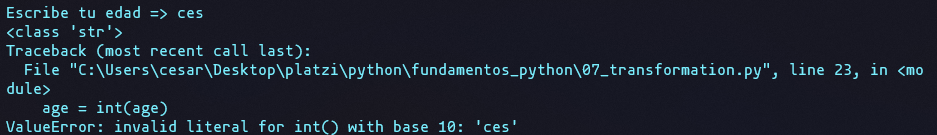 Escribe tu edad => ces
<class 'str'>
Traceback (most recent call last):
  File "C:\Users\cesar\Desktop\platzi\python\fundamentos_python\07_transformation.py", line 23, in <mo
dule>
    age = int(age)
ValueError: invalid literal for int() with base 10: 'ces'